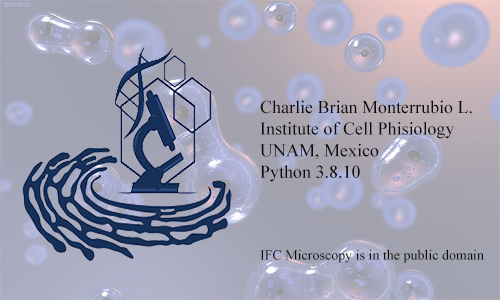 Charlie Brian Monterrubio L.
Institute of Cell Phisiology
UNAM, Mexico
Python 3.8.10
IFC Microscopy is in the public domain